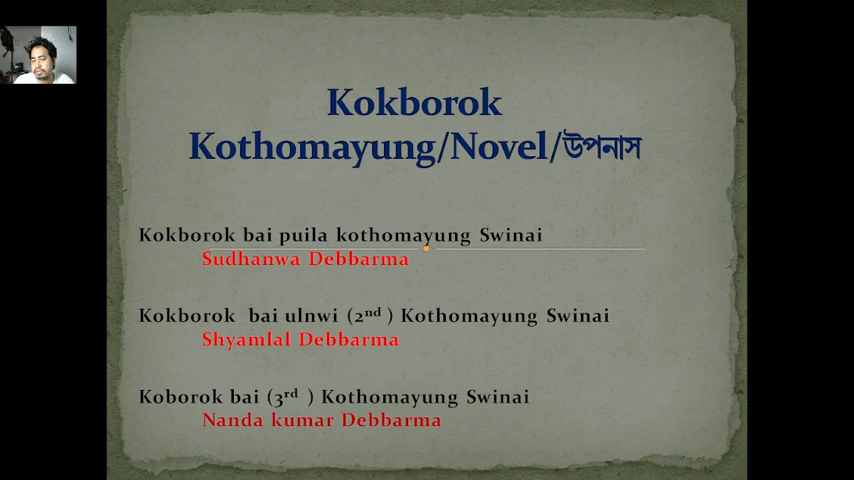 Kokborok
Kothomayung/Novel/উপনাস
Kokborok bai puila kothomayung Swinai
Sudhanwa Debbarma
Kokborok bai ulnwi (2nd ) Kothomayung Swinai
Shyamlal Debbarma
Koborok bai (3rd ) Kothomayung Swinai
Nanda kumar Debbarma